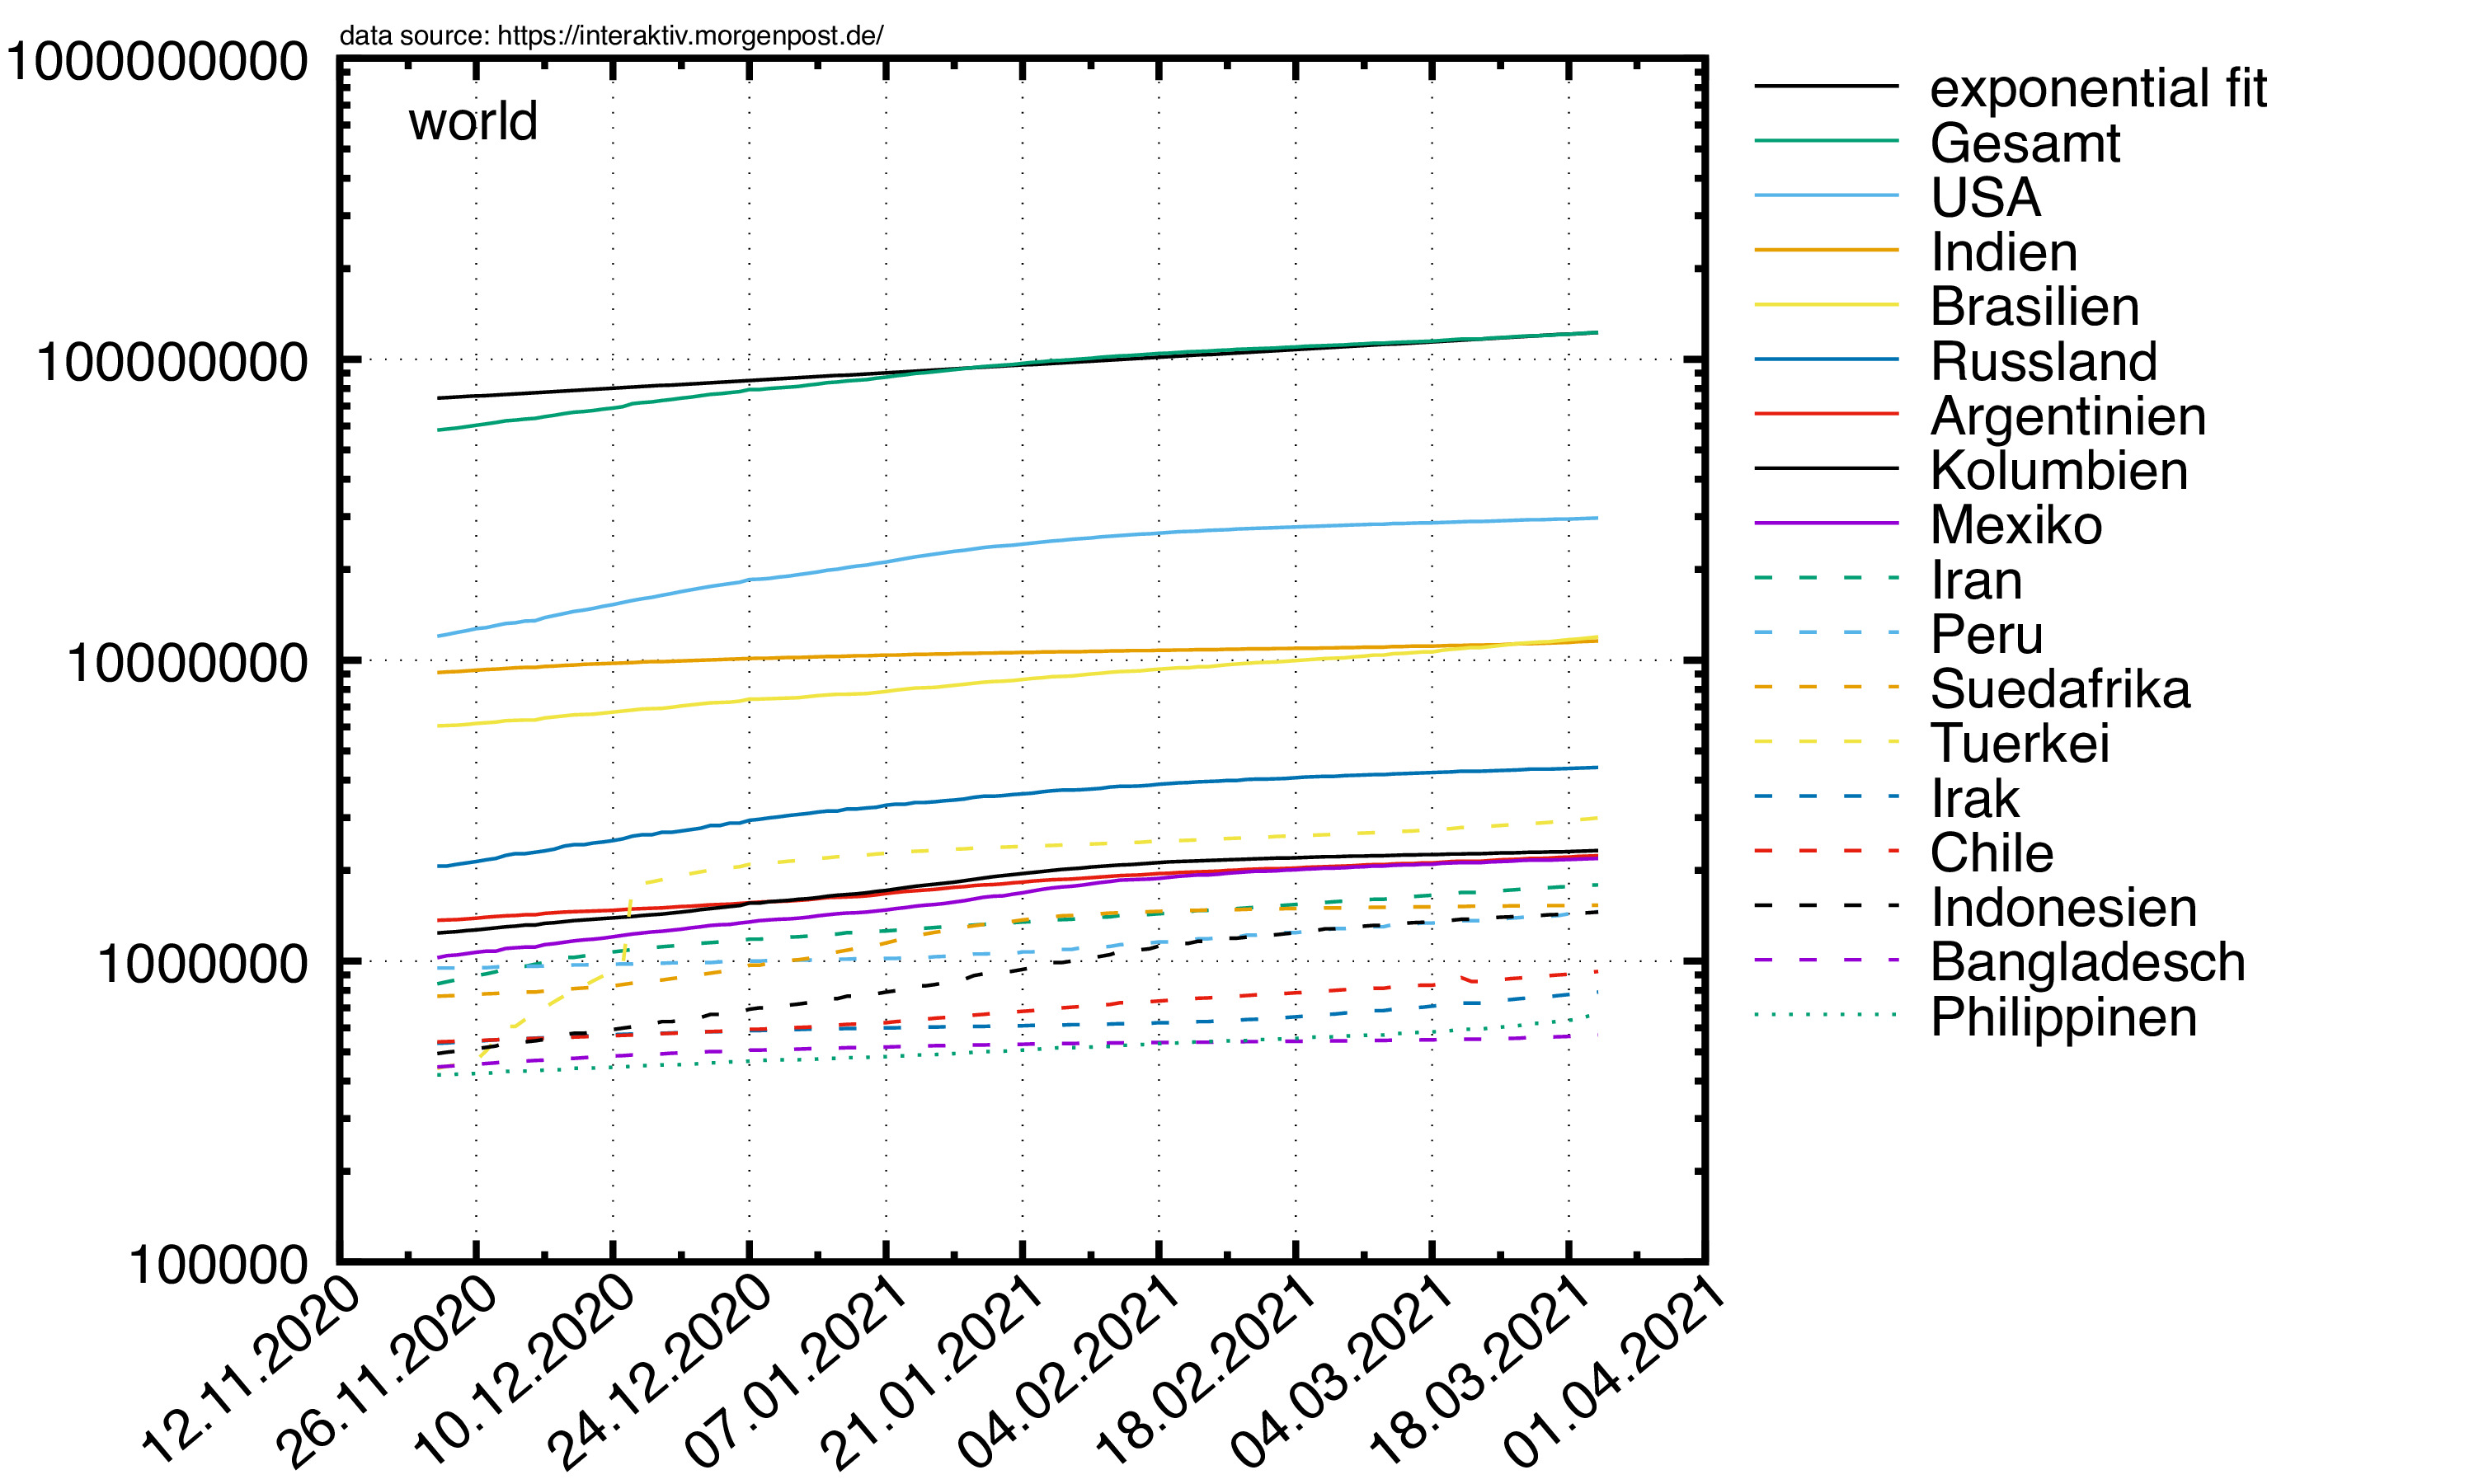 data source: https://interaktiv.morgenpost.de/
1000000000
100000000
10000000
1000000
100000
world
exponential fit
Gesamt
USA
Indien
Brasilien
Russland
Argentinien
Kolumbien
Mexiko
Iran
Peru
Suedafrika
Tuerkei
Irak
Chile
Indonesien
Bangladesch
Philippinen
12.11.2020
26.11.2020
10.12.2020
24.12.2020
07.01.2021
21.01.2021
04.02.2021
18.02.2021
04.03.2021
18.03.2021
01.04.2021